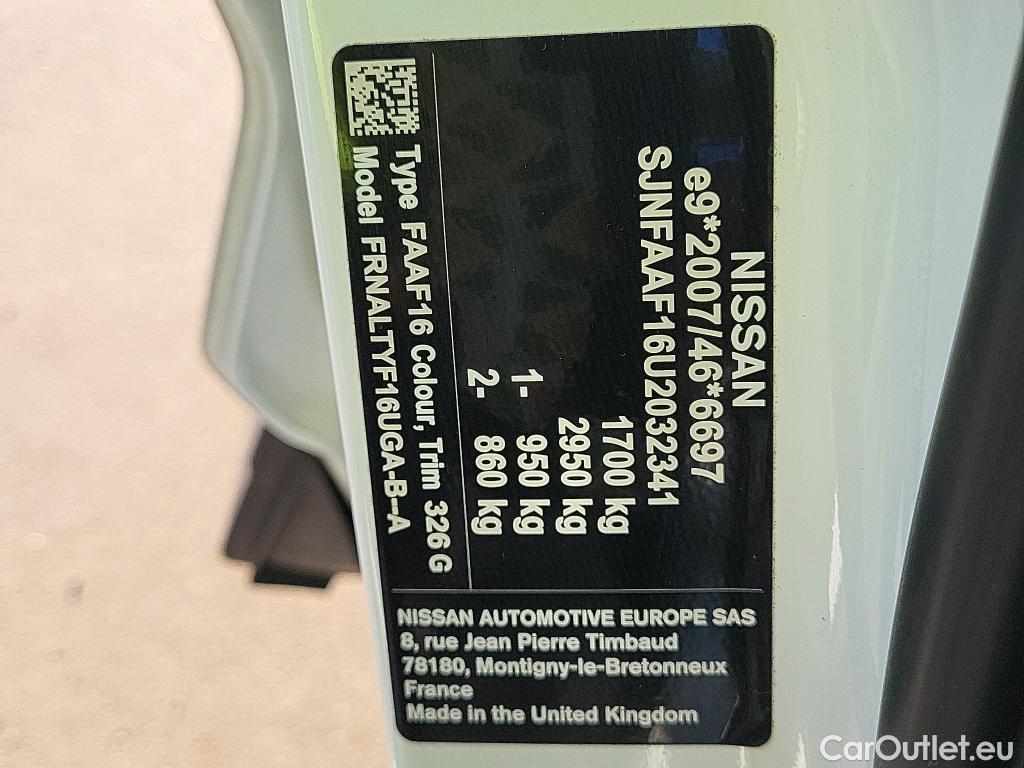 NISSAN
e9*2007/46*6697
SJNFAAF16U2032341
1700 kg
2950 kg
1- 950 kg
2- 860 kg
Type FAAF16 Colour, Trim 326 G
Model FRNALTYF16UGA-B--A
NISSAN AUTOMOTIVE EUROPE SAS
8, rue Jean Pierre Timbaud
78180, Montigny-le-Bretonneux
France
Made in the United Kingdom
CarOutlet.eu